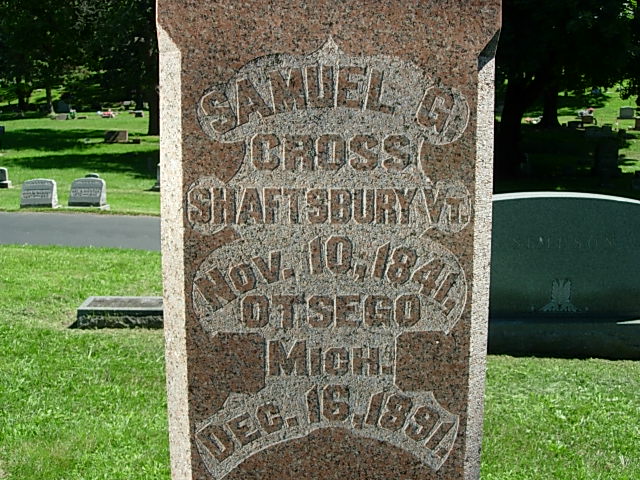 SAMUEL G.
CROSS
SHAFTSBURY VT.
NOV. 10, 1841,
OTSEGO
MICH.
DEC. 16, 1891.